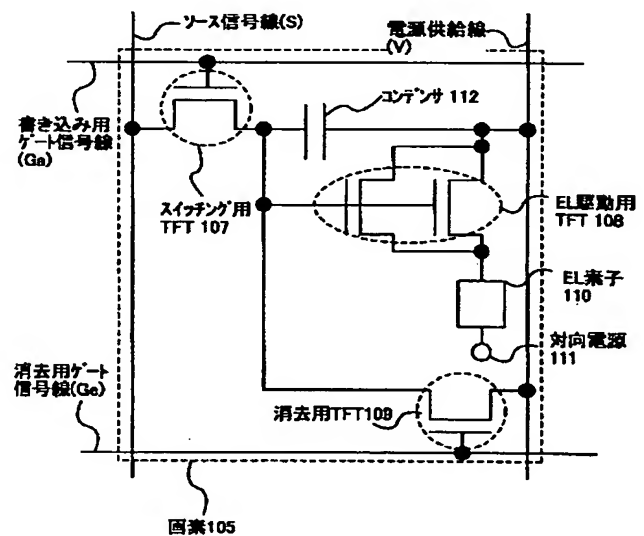 ソース信号線(S)
電源供給線
(V)
書き込み用
ゲート信号線
(Ga)
コンデンサ 112
スイッチング用
TFT 107
EL駆動用
TFT 108
EL素子
110
対向電源
111
消去用ゲート
信号線(Ge)
消去用TFT109
画素105